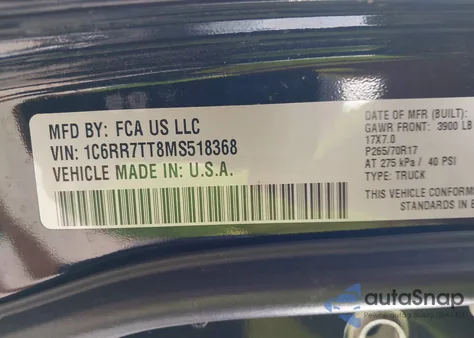 MFD BY: FCA US LLC
VIN: 1C6RR7TT8MS518368
VEHICLE MADE IN: U.S.A.
DATE OF MFR (BUILT):
GAWR FRONT: 3900 LB
17X7.0
P265/70R17
AT 275 kPa / 40 PSI
TYPE: TRUCK
THIS VEHICLE CONFORM
STANDARDS IN E
autoSnap